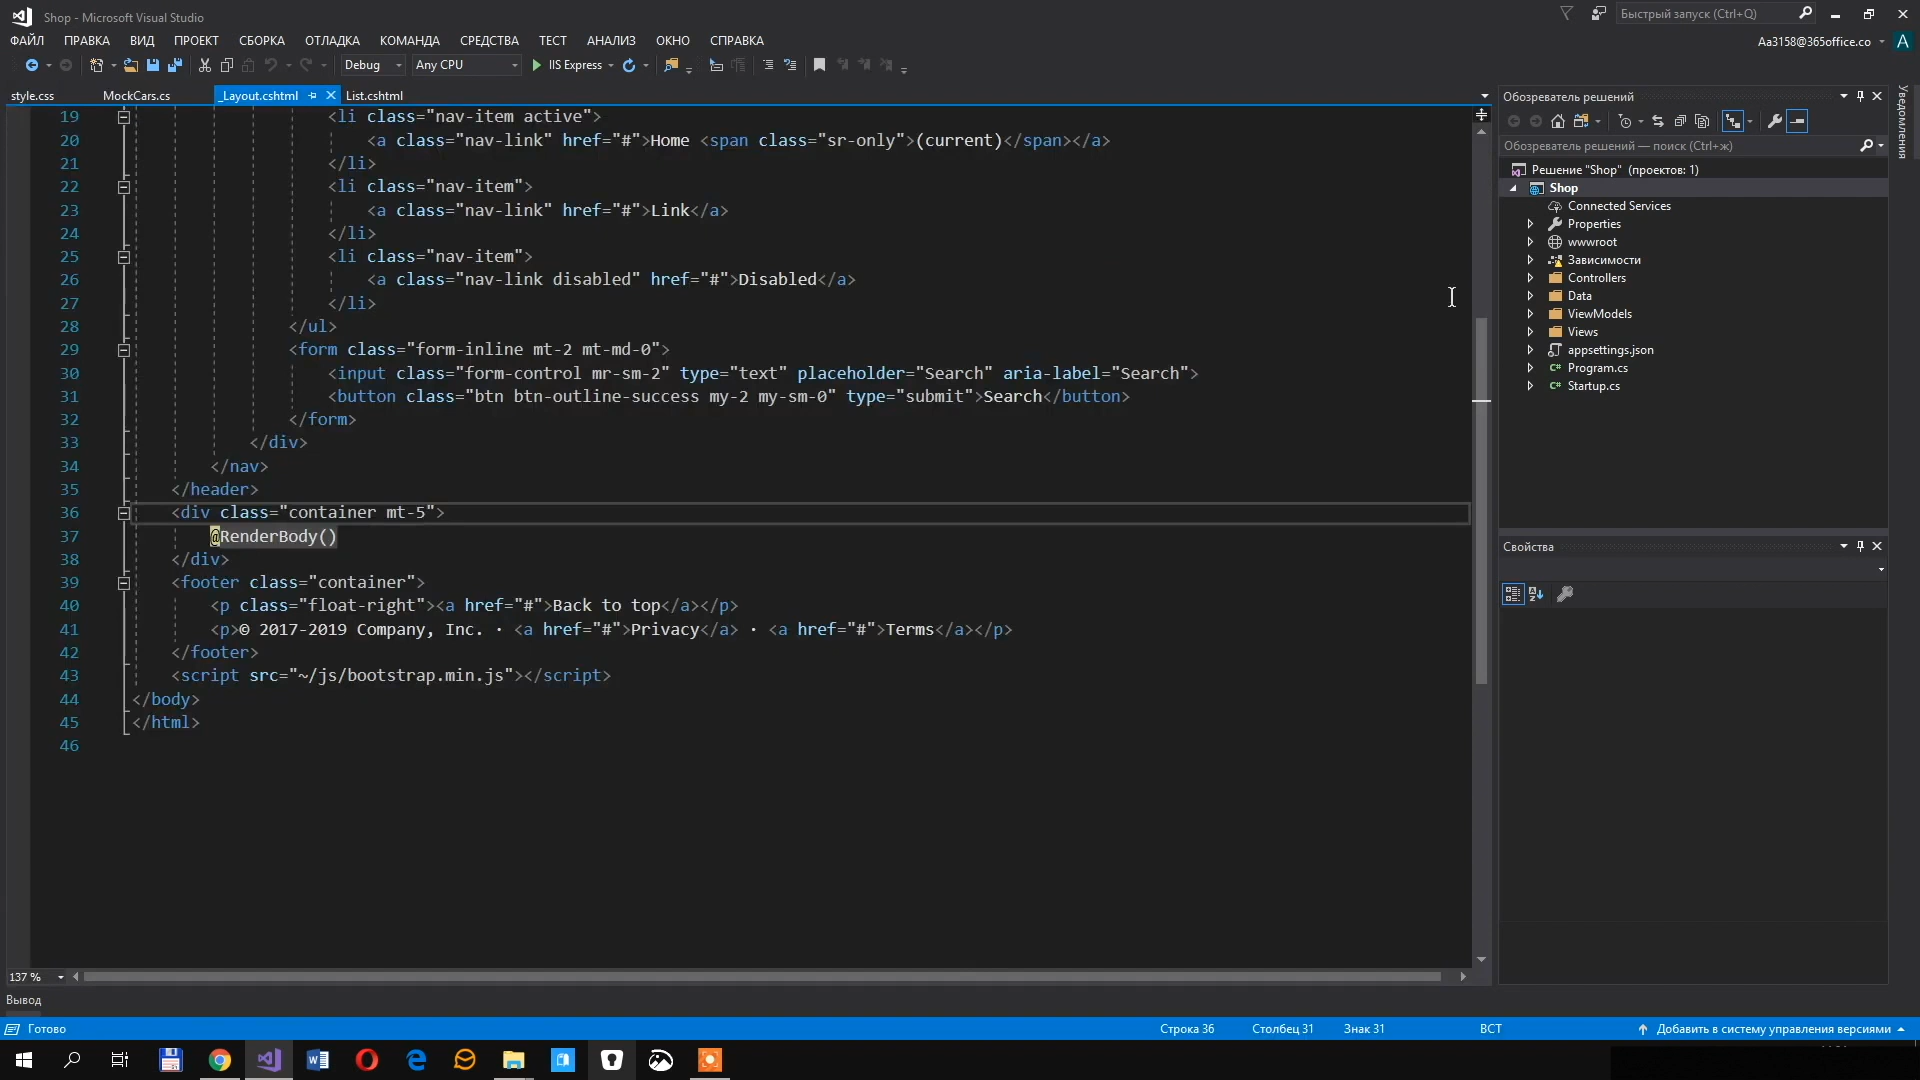 Shop - Microsoft Visual Studio
Быстрый запуск (Ctrl+Q)
ФАЙЛ ПРАВКА ВИД ПРОЕКТ СБОРКА ОТЛАДКА КОМАНДА СРЕДСТВА ТЕСТ АНАЛИЗ ОКНО СПРАВКА
Aa3158@365office.co A
Debug Any CPU IIS Express
style.css MockCars.cs _Layout.cshtml List.cshtml
19 <li class="nav-item active">
20 <a class="nav-link" href="#">Home <span class="sr-only">(current)</span></a>
21 </li>
22 <li class="nav-item">
23 <a class="nav-link" href="#">Link</a>
24 </li>
25 <li class="nav-item">
26 <a class="nav-link disabled" href="#">Disabled</a>
27 </li>
28 </ul>
29 <form class="form-inline mt-2 mt-md-0">
30 <input class="form-control mr-sm-2" type="text" placeholder="Search" aria-label="Search">
31 <button class="btn btn-outline-success my-2 my-sm-0" type="submit">Search</button>
32 </form>
33 </div>
34 </nav>
35 </header>
36 <div class="container mt-5">
37 @RenderBody()
38 </div>
39 <footer class="container">
40 <p class="float-right"><a href="#">Back to top</a></p>
41 <p>© 2017-2019 Company, Inc. · <a href="#">Privacy</a> · <a href="#">Terms</a></p>
42 </footer>
43 <script src="~/js/bootstrap.min.js"></script>
44 </body>
45 </html>
46
137 %
Вывод
Обозреватель решений
Обозреватель решений — поиск (Ctrl+ж)
Решение "Shop" (проектов: 1)
Shop
Connected Services
Properties
wwwroot
Зависимости
Controllers
Data
ViewModels
Views
appsettings.json
C# Program.cs
C# Startup.cs
Свойства
Уведомления
Готово
Строка 36 Столбец 31 Знак 31 ВСТ
Добавить в систему управления версиями